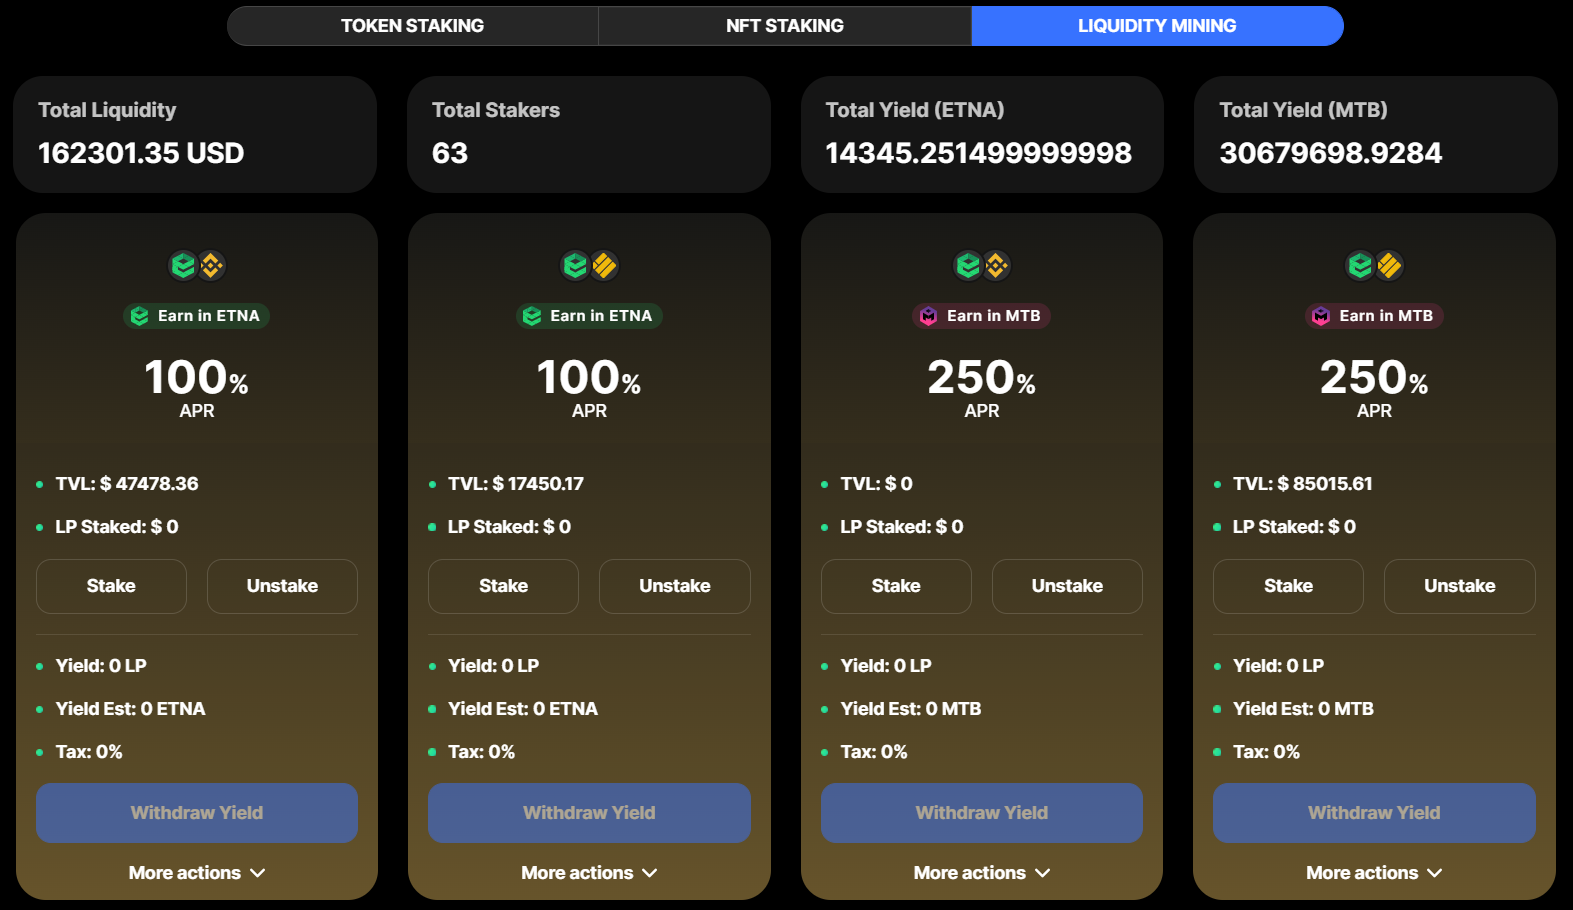 TOKEN STAKING
NFT STAKING
LIQUIDITY MINING
Total Liquidity
162301.35 USD
Total Stakers
63
Total Yield (ETNA)
14345.251499999998
Total Yield (MTB)
30679698.9284
Earn in ETNA
100%
APR
TVL: $ 47478.36
LP Staked: $ 0
Stake
Unstake
Yield: 0 LP
Yield Est: 0 ETNA
Tax: 0%
Withdraw Yield
More actions
Earn in ETNA
100%
APR
TVL: $ 17450.17
LP Staked: $ 0
Stake
Unstake
Yield: 0 LP
Yield Est: 0 ETNA
Tax: 0%
Withdraw Yield
More actions
Earn in MTB
250%
APR
TVL: $ 0
LP Staked: $ 0
Stake
Unstake
Yield: 0 LP
Yield Est: 0 MTB
Tax: 0%
Withdraw Yield
More actions
Earn in MTB
250%
APR
TVL: $ 85015.61
LP Staked: $ 0
Stake
Unstake
Yield: 0 LP
Yield Est: 0 MTB
Tax: 0%
Withdraw Yield
More actions